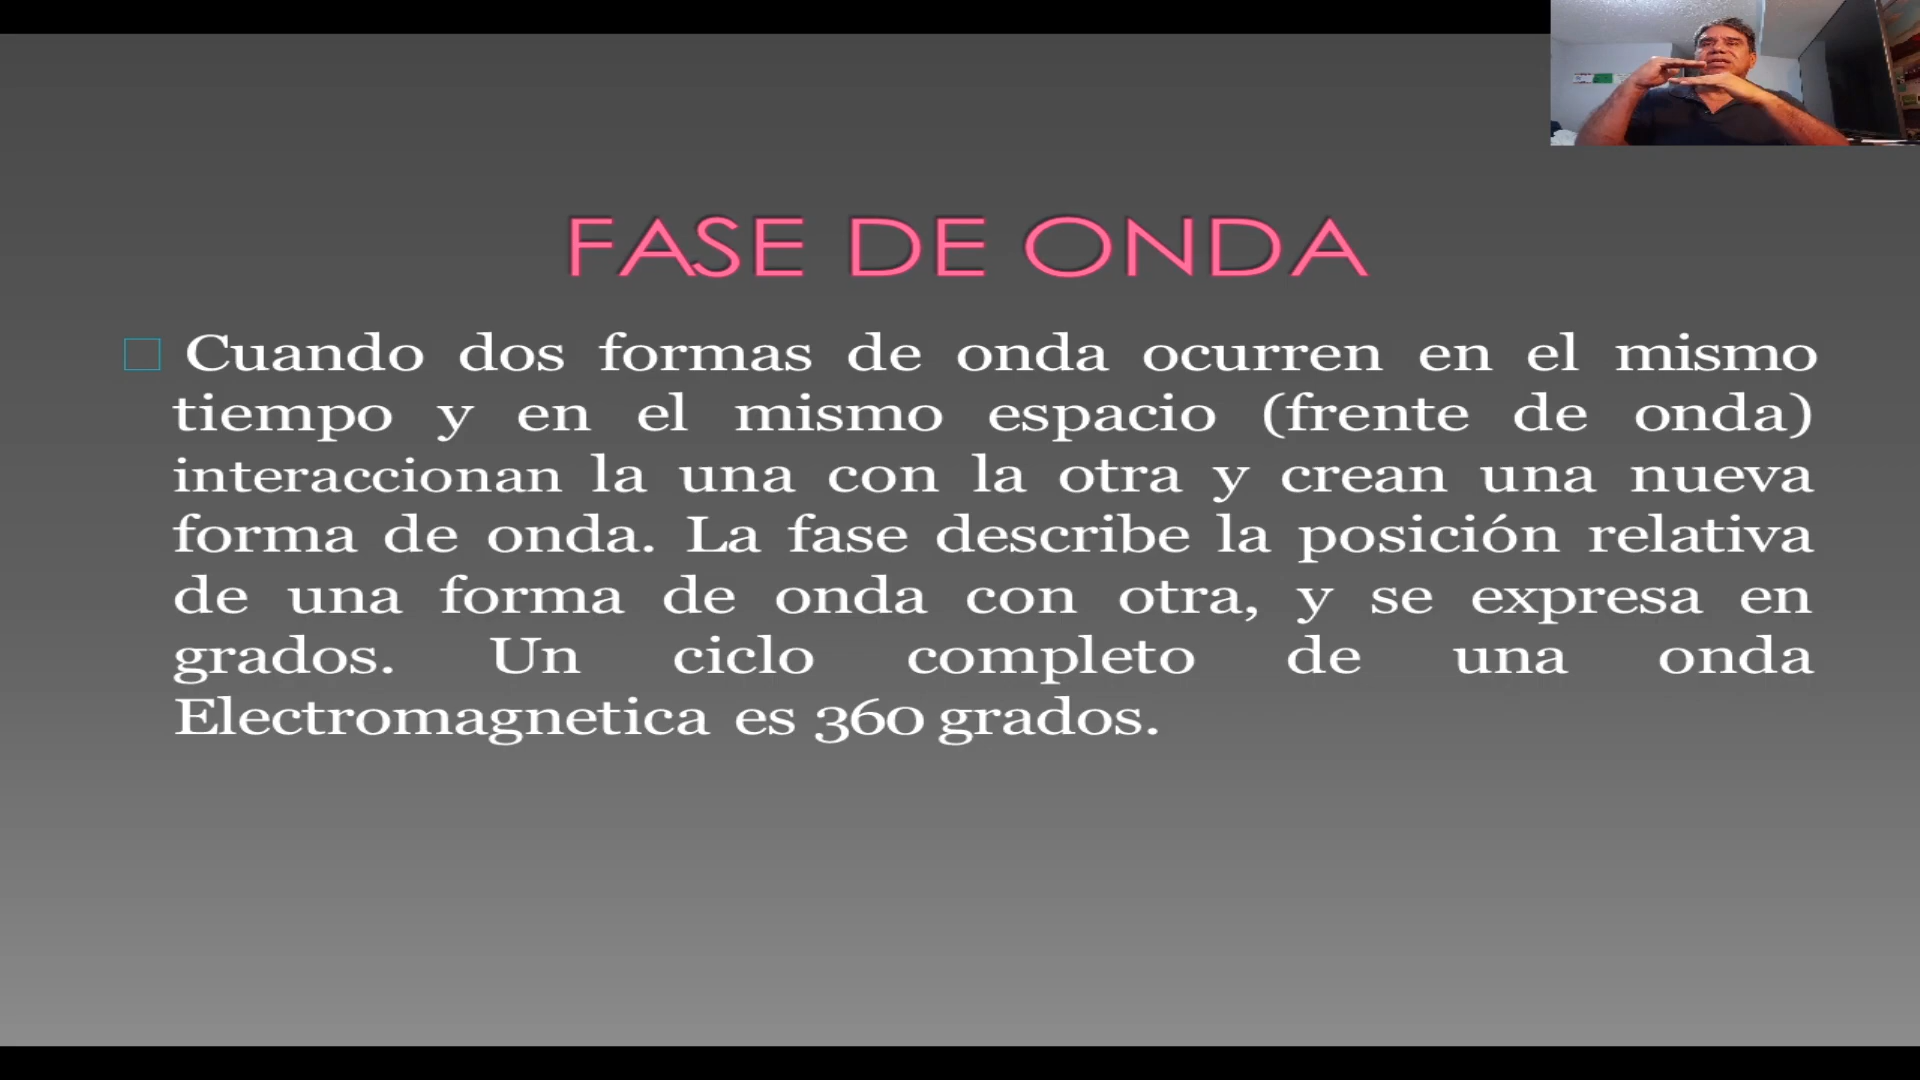 FASE DE ONDA
Cuando dos formas de onda ocurren en el mismo
tiempo y en el mismo espacio (frente de onda)
interaccionan la una con la otra y crean una nueva
forma de onda. La fase describe la posición relativa
de una forma de onda con otra, y se expresa en
grados. Un ciclo completo de una onda
Electromagnetica es 360 grados.